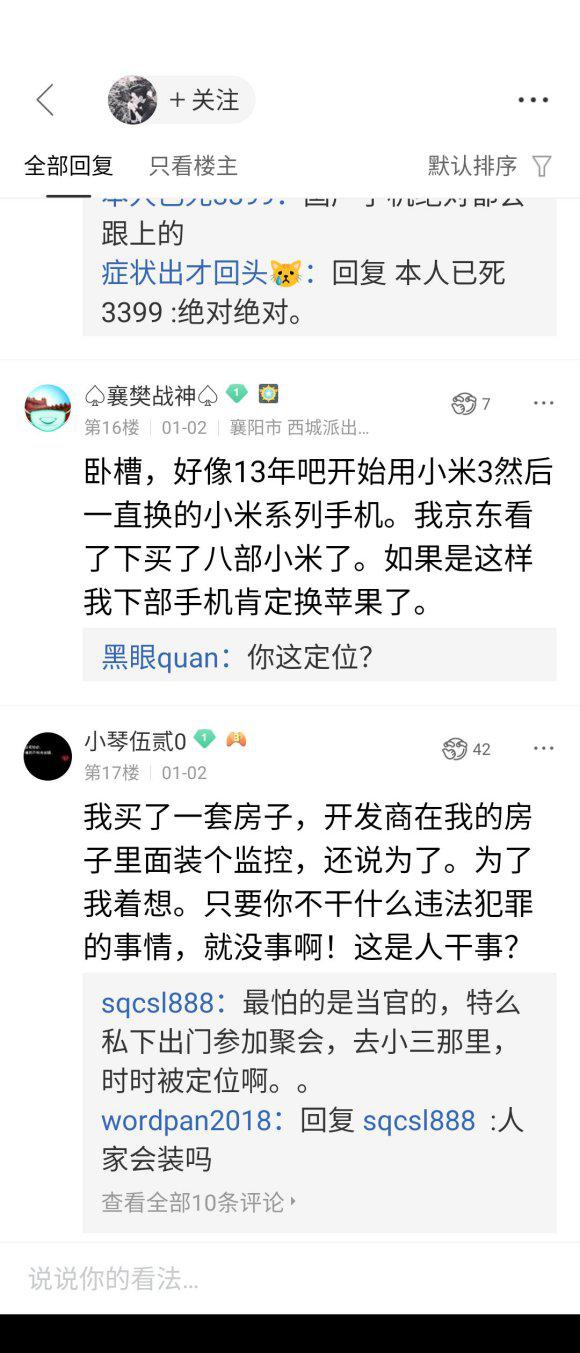 + 关注
全部回复 只看楼主 默认排序
本人已死3399：国产手机绝对都会
跟上的
症状出才回头😿：回复 本人已死
3399 :绝对绝对。
♤襄樊战神♤ 1
7
第16楼 01-02 襄阳市 西城派出...
卧槽，好像13年吧开始用小米3然后
一直换的小米系列手机。我京东看
了下买了八部小米了。如果是这样
我下部手机肯定换苹果了。
黑眼quan：你这定位？
小琴伍贰0 1 3
42
第17楼 01-02
我买了一套房子，开发商在我的房
子里面装个监控，还说为了。为了
我着想。只要你不干什么违法犯罪
的事情，就没事啊！这是人干事？
sqcsl888：最怕的是当官的，特么
私下出门参加聚会，去小三那里，
时时被定位啊。。
wordpan2018：回复 sqcsl888 :人
家会装吗
查看全部10条评论
说说你的看法...